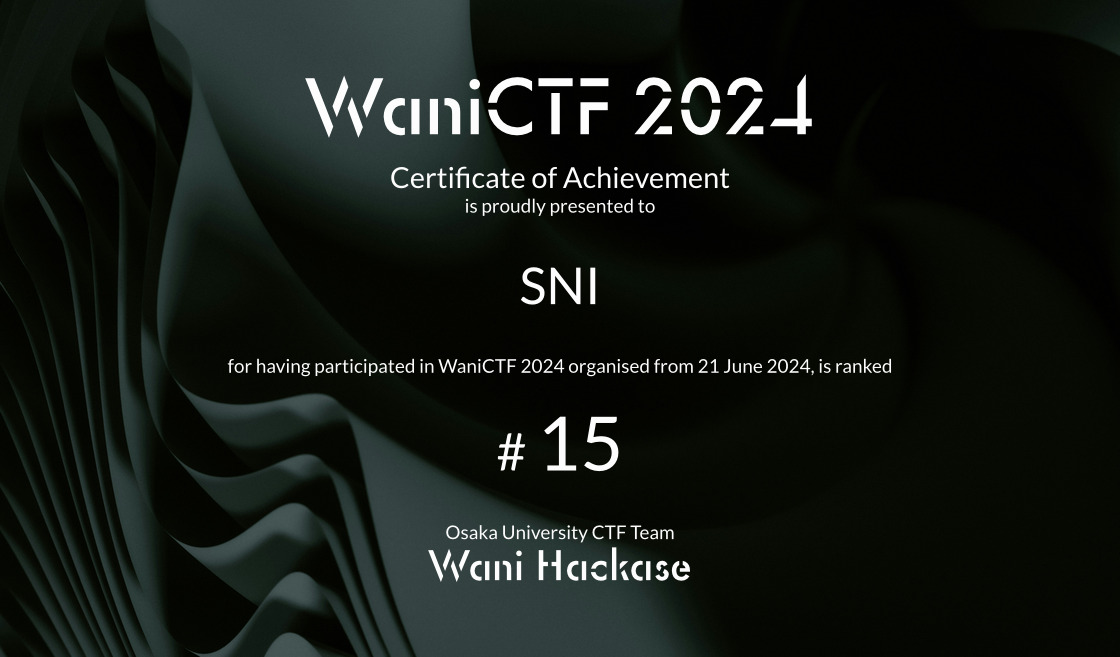 WaniCTF 2024
Certificate of Achievement
is proudly presented to
SNI
for having participated in WaniCTF 2024 organised from 21 June 2024, is ranked
# 15
Osaka University CTF Team
Wani Hackase